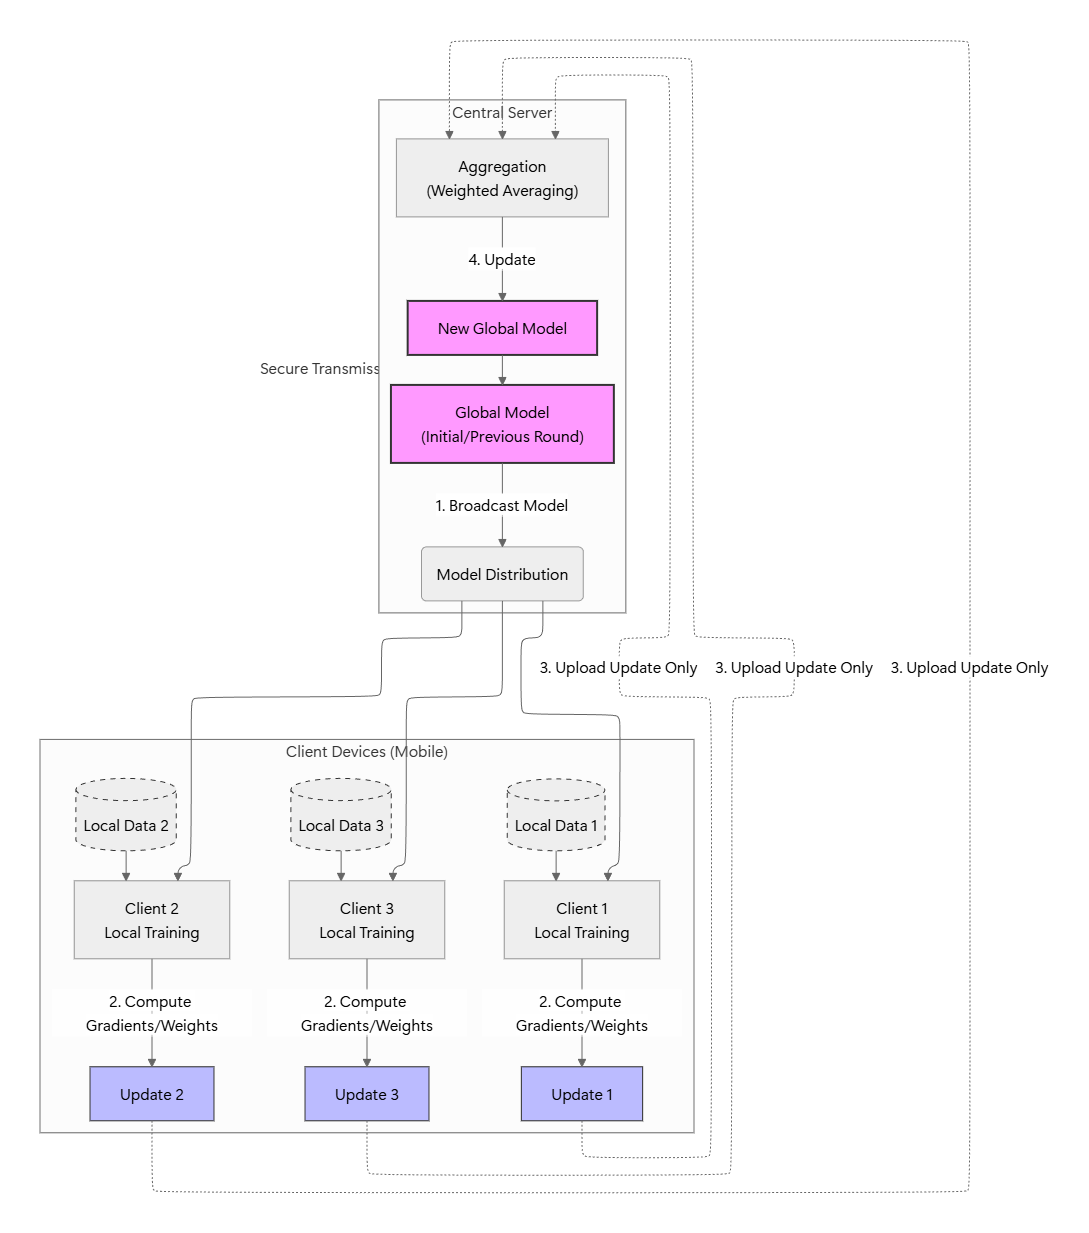 Central Server
Aggregation
(Weighted Averaging)
4. Update
New Global Model
Secure Transmiss
Global Model
(Initial/Previous Round)
1. Broadcast Model
Model Distribution
3. Upload Update Only
3. Upload Update Only
3. Upload Update Only
Client Devices (Mobile)
Local Data 2
Local Data 3
Local Data 1
Client 2
Local Training
Client 3
Local Training
Client 1
Local Training
2. Compute
Gradients/Weights
2. Compute
Gradients/Weights
2. Compute
Gradients/Weights
Update 2
Update 3
Update 1